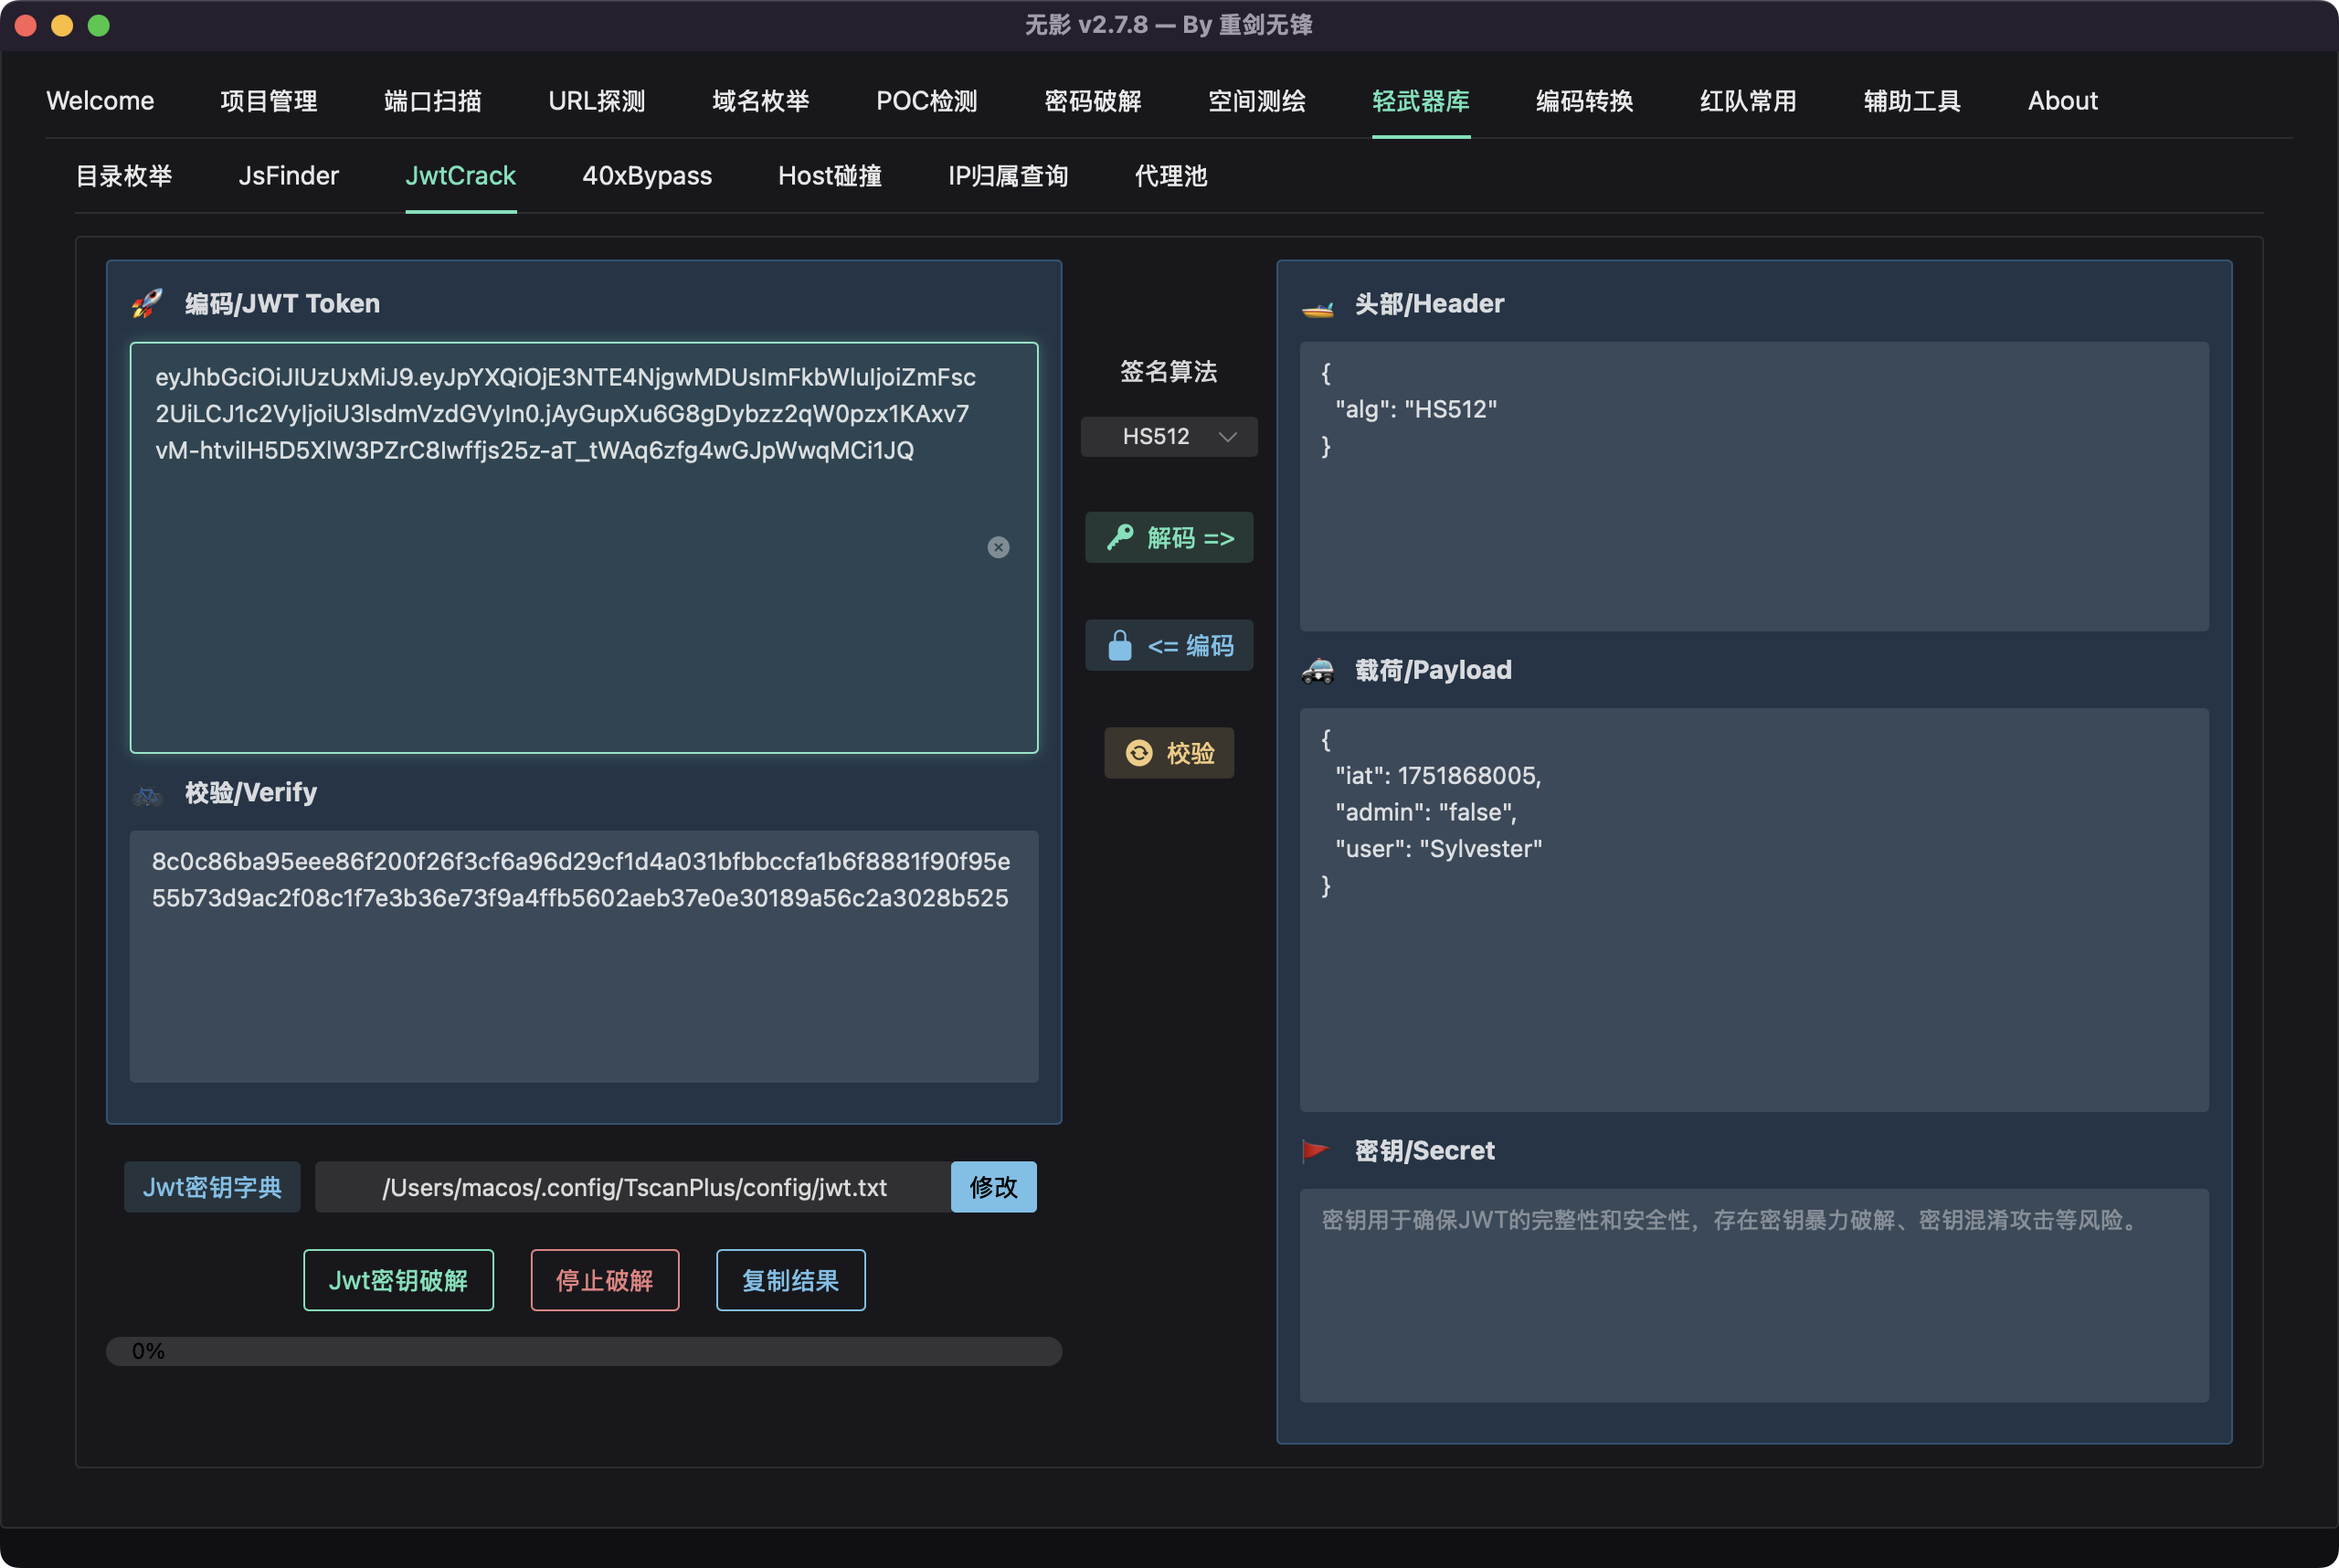 无影 v2.7.8 — By 重剑无锋
Welcome 项目管理 端口扫描 URL探测 域名枚举 POC检测 密码破解 空间测绘 轻武器库 编码转换 红队常用 辅助工具 About
目录枚举 JsFinder JwtCrack 40xBypass Host碰撞 IP归属查询 代理池
编码/JWT Token
eyJhbGciOiJIUzUxMiJ9.eyJpYXQiOjE3NTE4NjgwMDUsImFkbWluIjoiZmFsc
2UiLCJ1c2VyIjoiU3lsdmVzdGVyIn0.jAyGupXu6G8gDybzz2qW0pzx1KAxv7
vM-htviIH5D5XlW3PZrC8Iwffjs25z-aT_tWAq6zfg4wGJpWwqMCi1JQ
校验/Verify
8c0c86ba95eee86f200f26f3cf6a96d29cf1d4a031bfbbccfa1b6f8881f90f95e
55b73d9ac2f08c1f7e3b36e73f9a4ffb5602aeb37e0e30189a56c2a3028b525
Jwt密钥字典 /Users/macos/.config/TscanPlus/config/jwt.txt 修改
Jwt密钥破解 停止破解 复制结果
0%
签名算法
HS512
解码 =>
<= 编码
校验
头部/Header
{
"alg": "HS512"
}
载荷/Payload
{
"iat": 1751868005,
"admin": "false",
"user": "Sylvester"
}
密钥/Secret
密钥用于确保JWT的完整性和安全性，存在密钥暴力破解、密钥混淆攻击等风险。